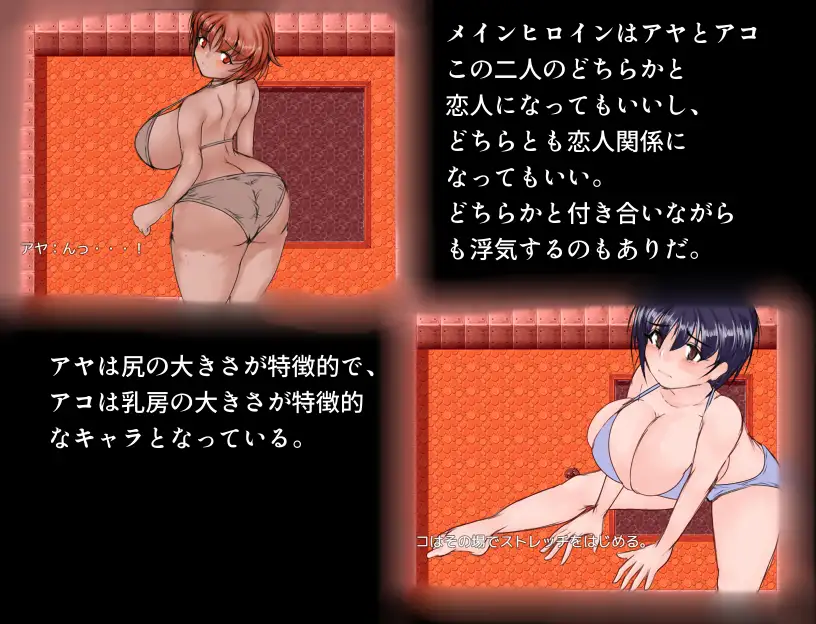 メインヒロインはアヤとアコ
この二人のどちらかと
恋人になってもいいし、
どちらとも恋人関係に
なってもいい。
どちらかと付き合いながら
も浮気するのもありだ。
アヤ：んっ・・・！
アヤは尻の大きさが特徴的で、
アコは乳房の大きさが特徴的
なキャラとなっている。
コはその場でストレッチをはじめる。